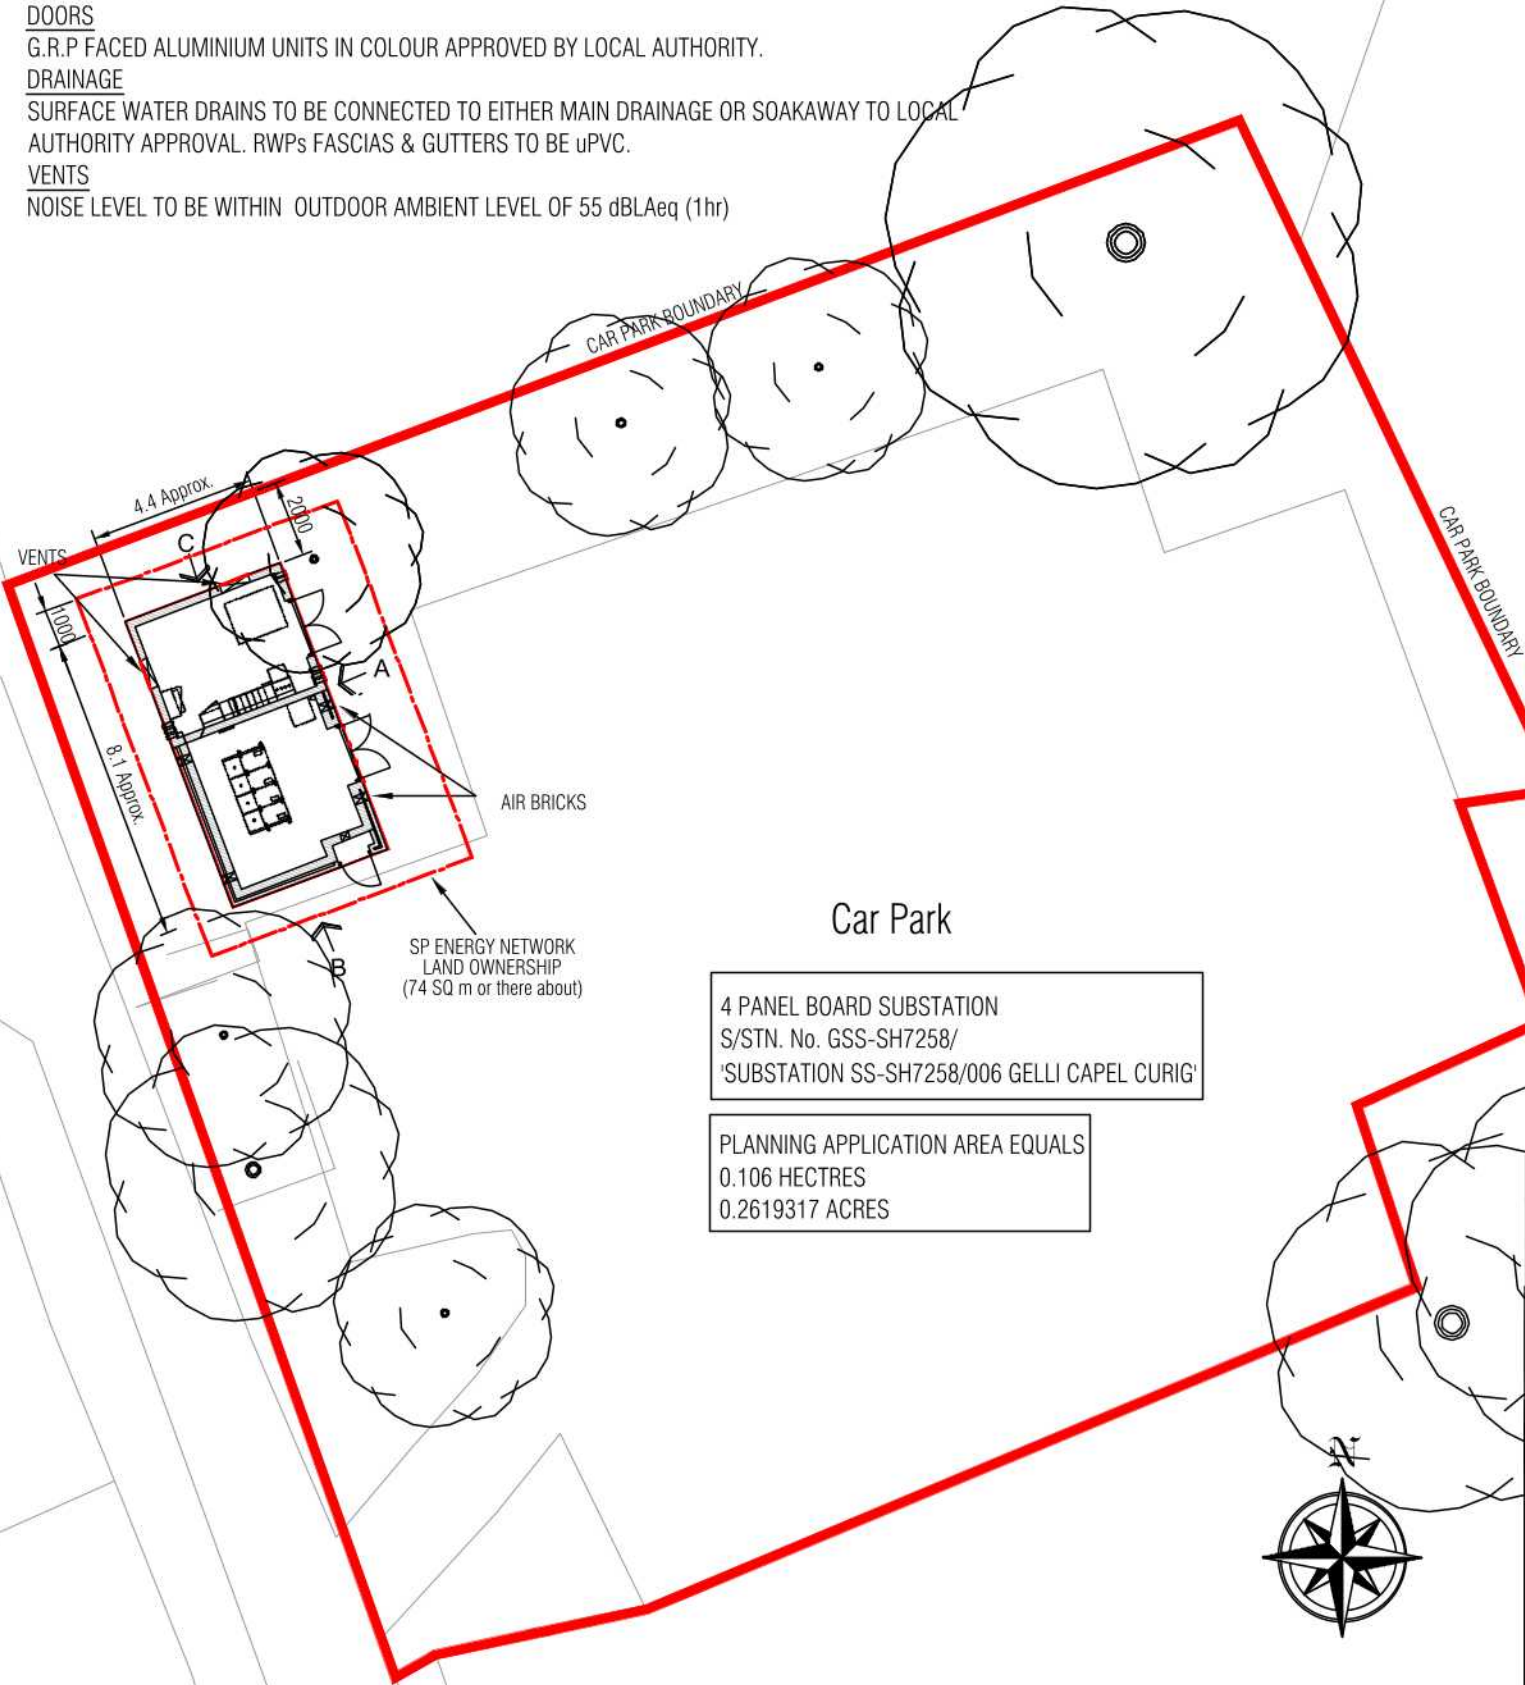 DOORS
G.R.P FACED ALUMINIUM UNITS IN COLOUR APPROVED BY LOCAL AUTHORITY.
DRAINAGE
SURFACE WATER DRAINS TO BE CONNECTED TO EITHER MAIN DRAINAGE OR SOAKAWAY TO LOCAL
AUTHORITY APPROVAL. RWPs FASCIAS & GUTTERS TO BE uPVC.
VENTS
NOISE LEVEL TO BE WITHIN OUTDOOR AMBIENT LEVEL OF 55 dBLAeq (1hr)
CAR PARK BOUNDARY
4.4 Approx.
2000
C
VENTS
1000
A
8.1 Approx.
AIR BRICKS
CAR PARK BOUNDARY
B
SP ENERGY NETWORK
LAND OWNERSHIP
(74 SQ m or there about)
Car Park
4 PANEL BOARD SUBSTATION
S/STN. No. GSS-SH7258/
'SUBSTATION SS-SH7258/006 GELLI CAPEL CURIG'
PLANNING APPLICATION AREA EQUALS
0.106 HECTRES
0.2619317 ACRES
N